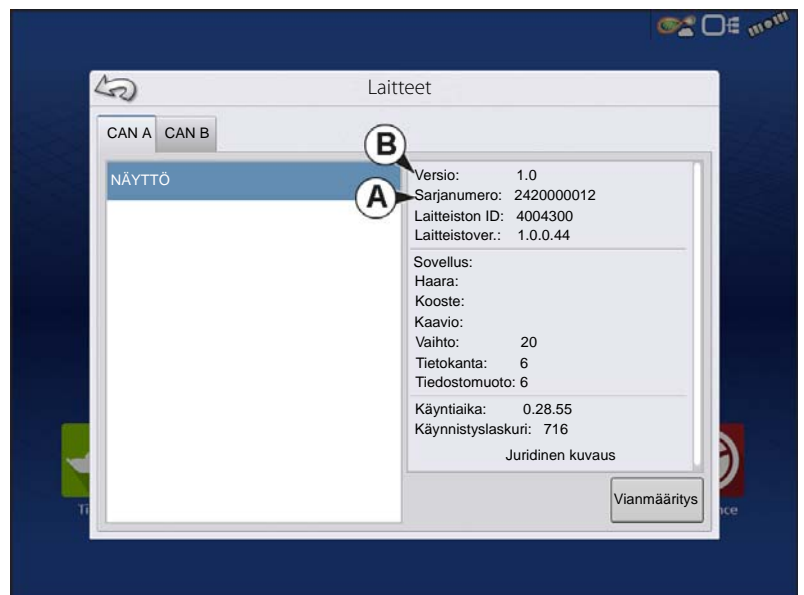 Laitteet
CAN A CAN B
NÄYTTÖ
B
A
Versio: 1.0
Sarjanumero: 2420000012
Laitteiston ID: 4004300
Laitteistover.: 1.0.0.44
Sovellus:
Haara:
Kooste:
Kaavio:
Vaihto: 20
Tietokanta: 6
Tiedostomuoto: 6
Käyntiaika: 0.28.55
Käynnistyslaskuri: 716
Juridinen kuvaus
Vianmääritys